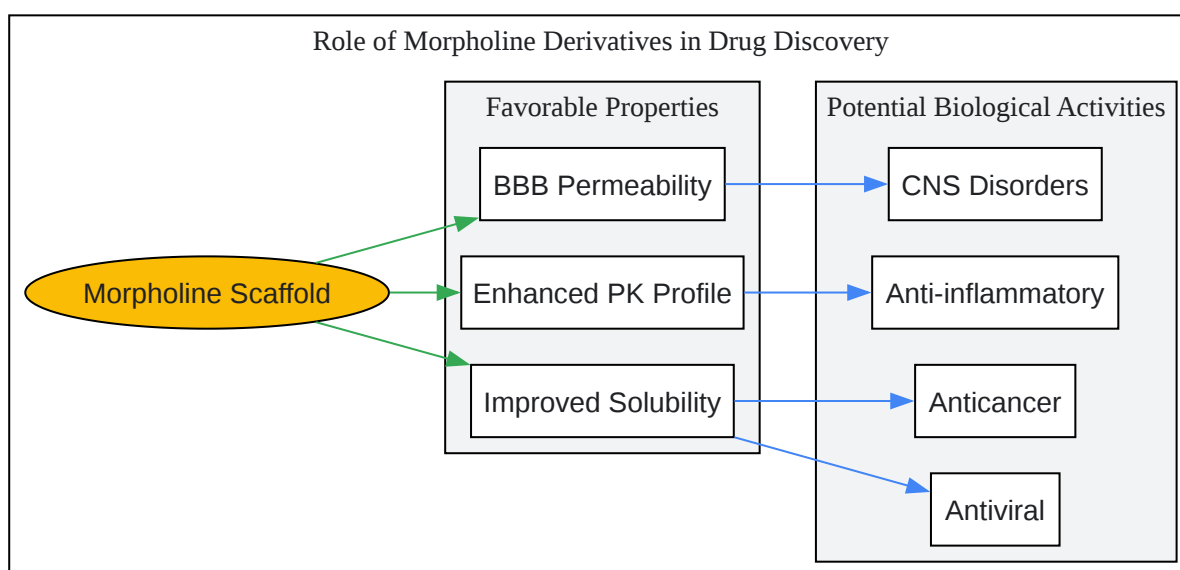 Role of Morpholine Derivatives in Drug Discovery
Favorable Properties
Potential Biological Activities
BBB Permeability
CNS Disorders
Morpholine Scaffold
Enhanced PK Profile
Anti-inflammatory
Improved Solubility
Anticancer
Antiviral